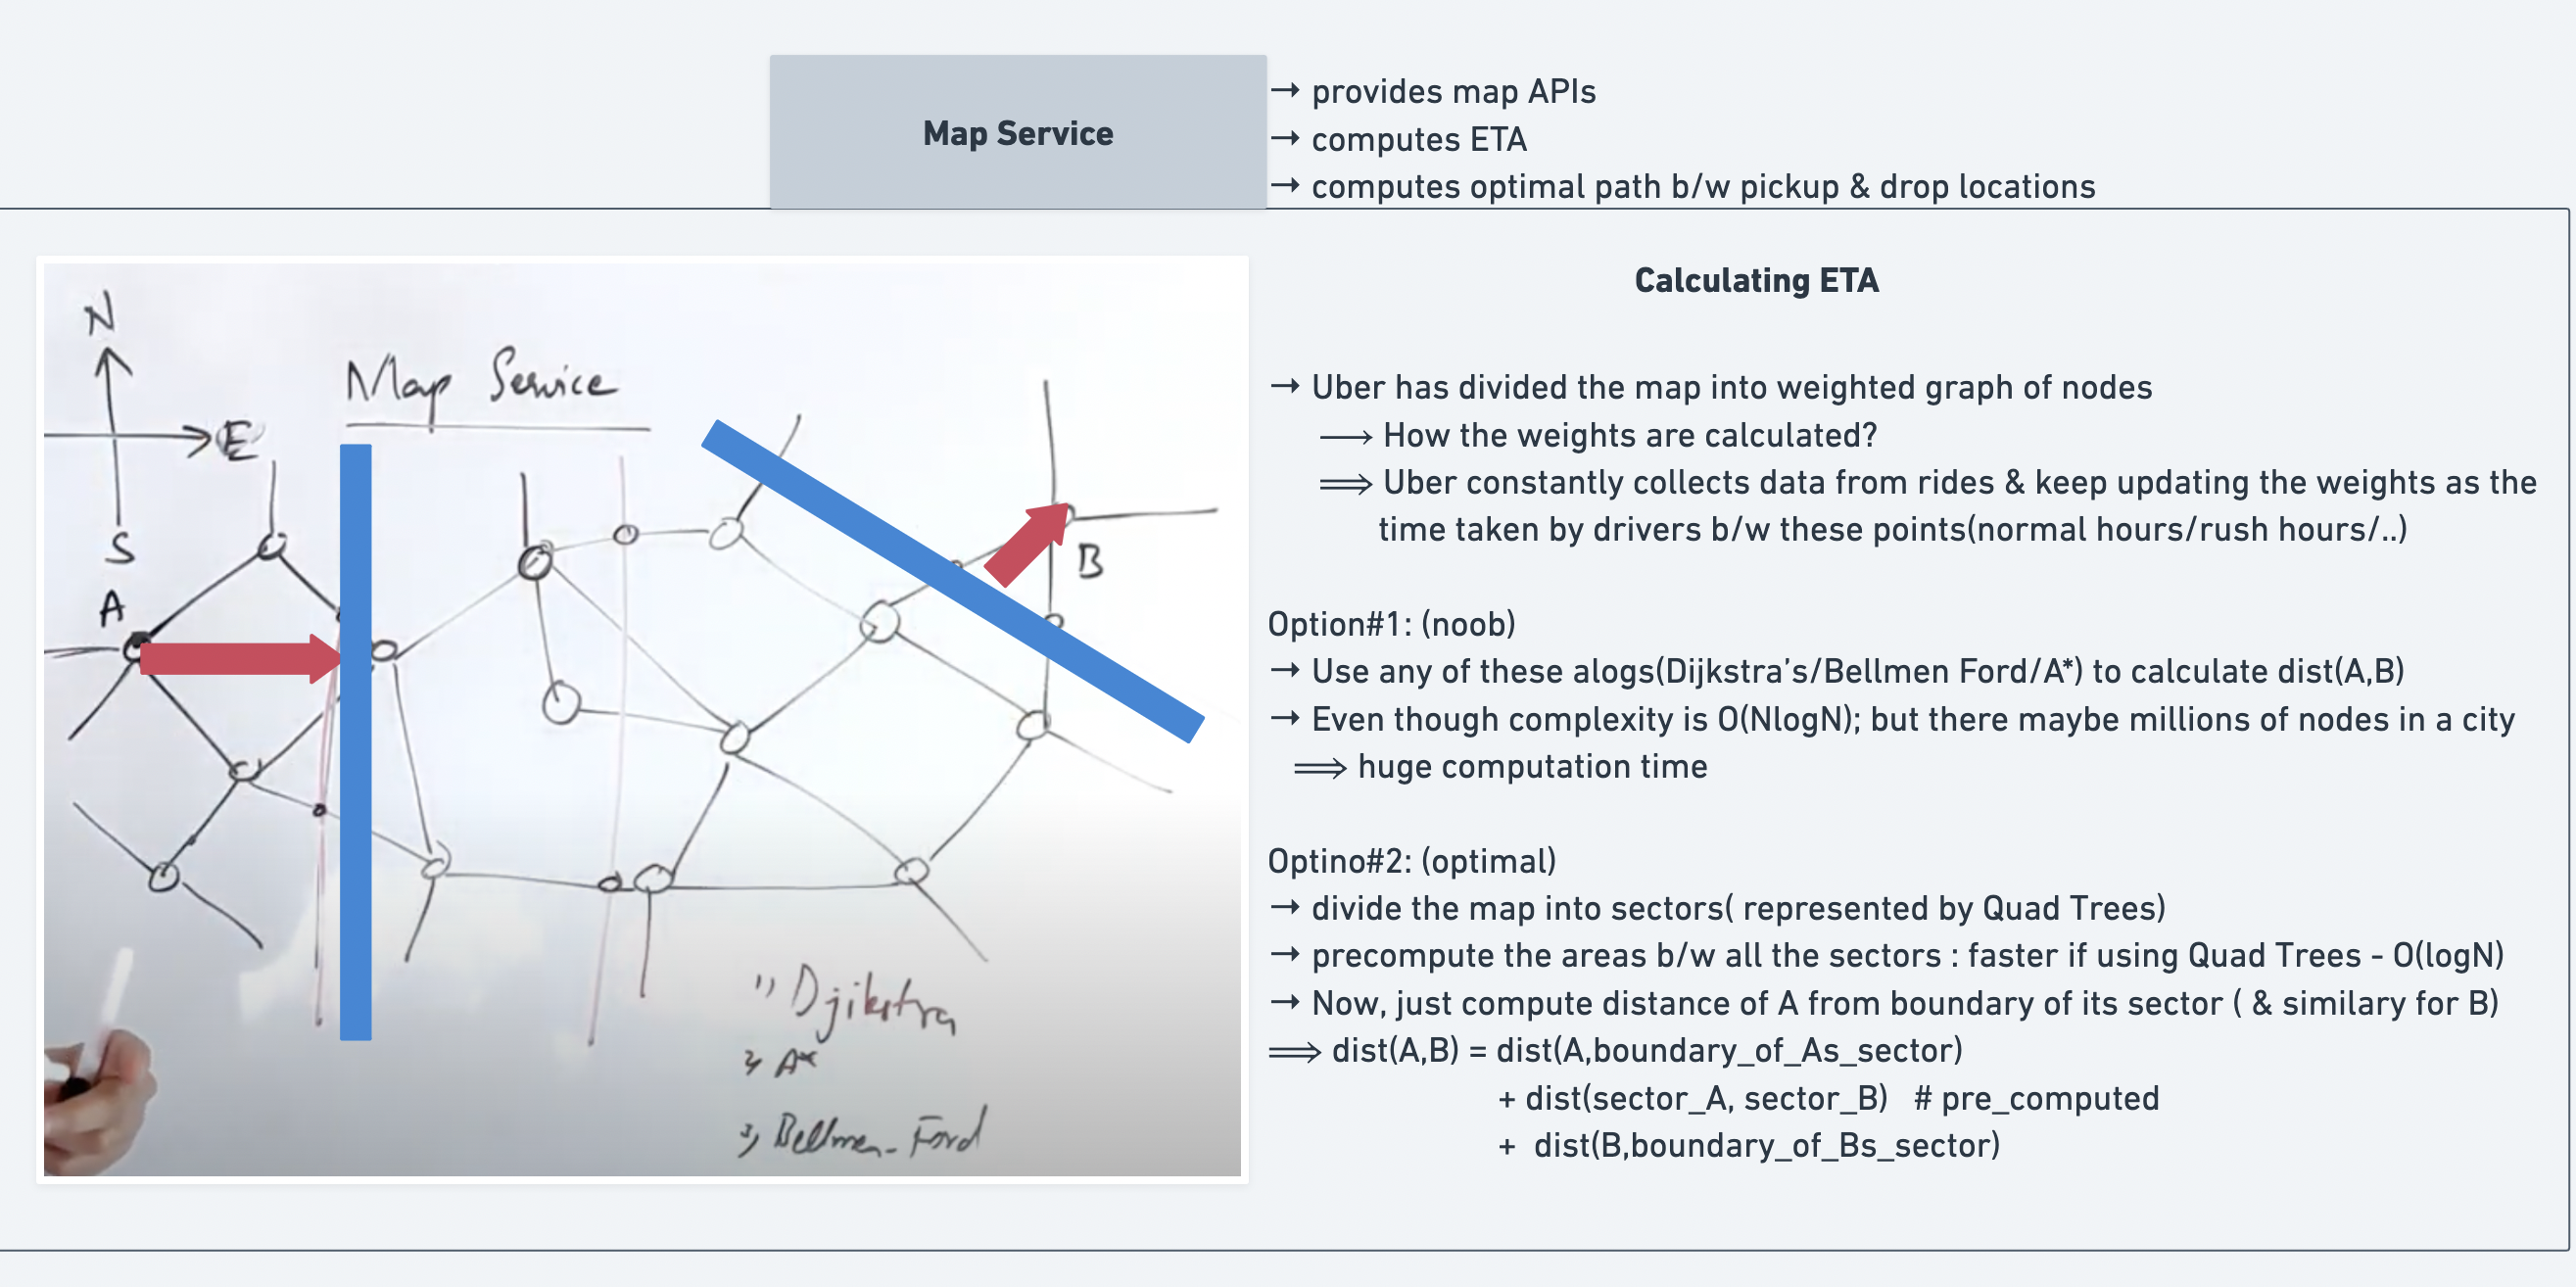 Map Service
→ provides map APIs
→ computes ETA
→ computes optimal path b/w pickup & drop locations
N
Map Service
E
S
A
B
1) Djikstra
2) A*
3) Bellmen-Ford
Calculating ETA
→ Uber has divided the map into weighted graph of nodes
⟶ How the weights are calculated?
⟹ Uber constantly collects data from rides & keep updating the weights as the
time taken by drivers b/w these points(normal hours/rush hours/..)
Option#1: (noob)
→ Use any of these alogs(Dijkstra's/Bellmen Ford/A*) to calculate dist(A,B)
→ Even though complexity is O(NlogN); but there maybe millions of nodes in a city
⟹ huge computation time
Optino#2: (optimal)
→ divide the map into sectors( represented by Quad Trees)
→ precompute the areas b/w all the sectors : faster if using Quad Trees - O(logN)
→ Now, just compute distance of A from boundary of its sector ( & similary for B)
⟹ dist(A,B) = dist(A,boundary_of_As_sector)
+ dist(sector_A, sector_B) # pre_computed
+ dist(B,boundary_of_Bs_sector)